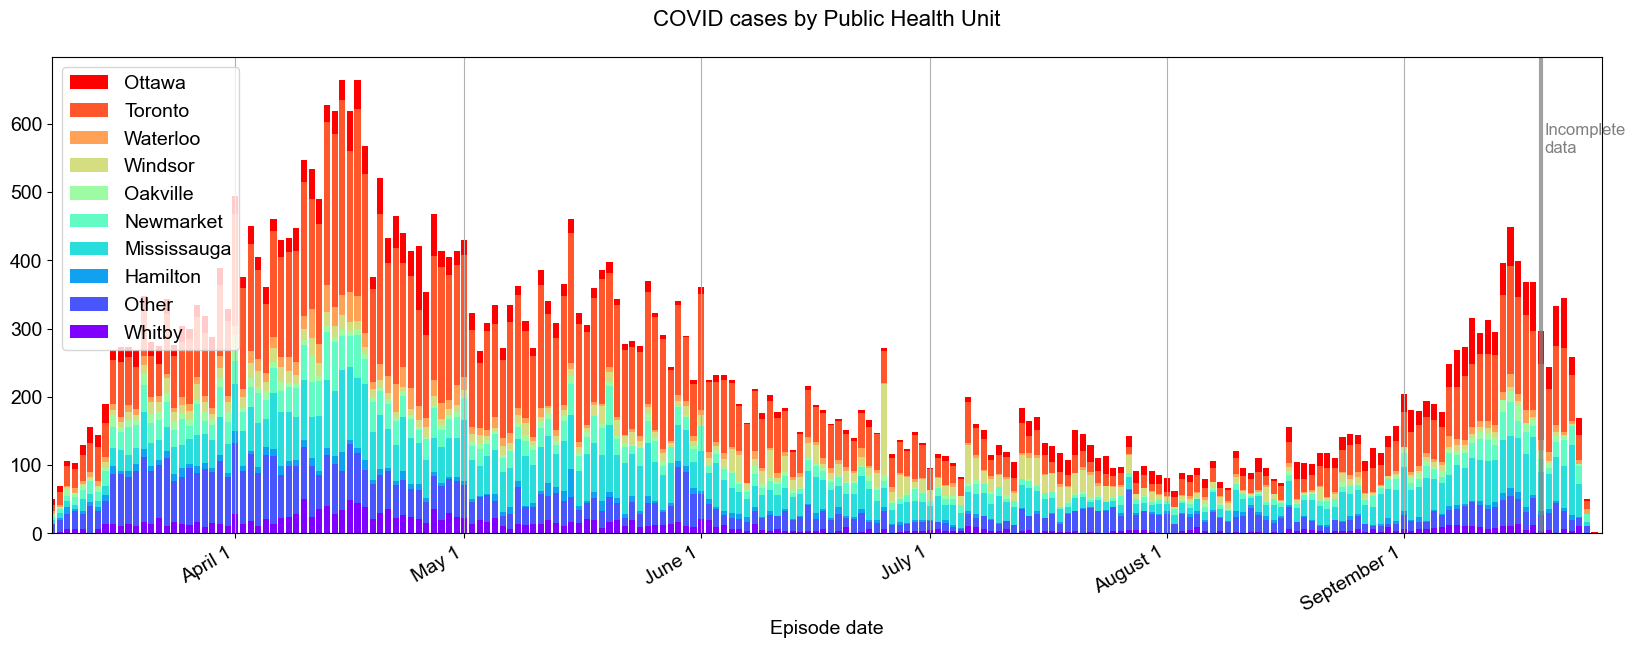 COVID cases by Public Health Unit
Ottawa
Toronto
Waterloo
Windsor
Oakville
Newmarket
Mississauga
Hamilton
Other
Whitby
600
500
400
300
200
100
0
Incomplete
data
April 1
May 1
June 1
July 1
August 1
September 1
Episode date